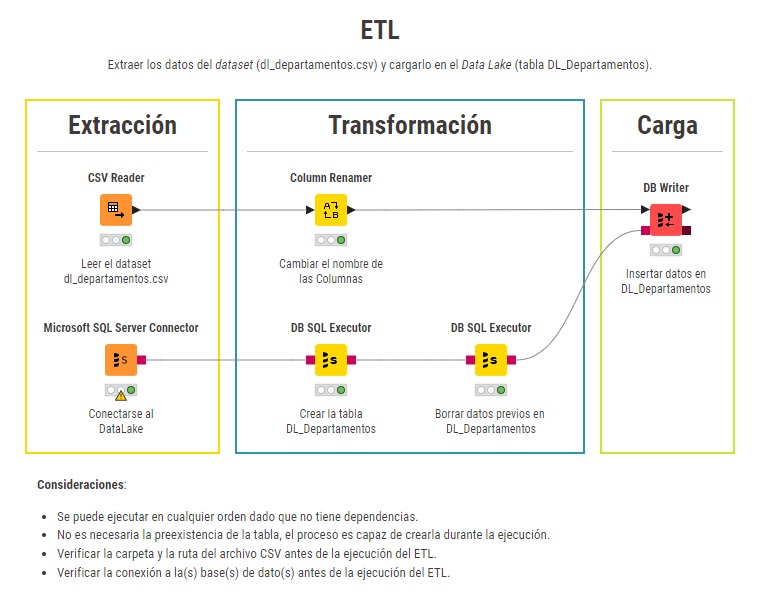 ETL
Extraer los datos del dataset (dl_departamentos.csv) y cargarlo en el Data Lake (tabla DL_Departamentos).
Extracción
CSV Reader
Leer el dataset
dl_departamentos.csv
Microsoft SQL Server Connector
S
Conectarse al
DataLake
Transformación
Column Renamer
A
B
Cambiar el nombre de
las Columnas
DB SQL Executor
S
Crear la tabla
DL_Departamentos
DB SQL Executor
S
Borrar datos previos en
DL_Departamentos
Carga
DB Writer
Insertar datos en
DL_Departamentos
Consideraciones:
• Se puede ejecutar en cualquier orden dado que no tiene dependencias.
• No es necesaria la preexistencia de la tabla, el proceso es capaz de crearla durante la ejecución.
• Verificar la carpeta y la ruta del archivo CSV antes de la ejecución del ETL.
• Verificar la conexión a la(s) base(s) de dato(s) antes de la ejecución del ETL.